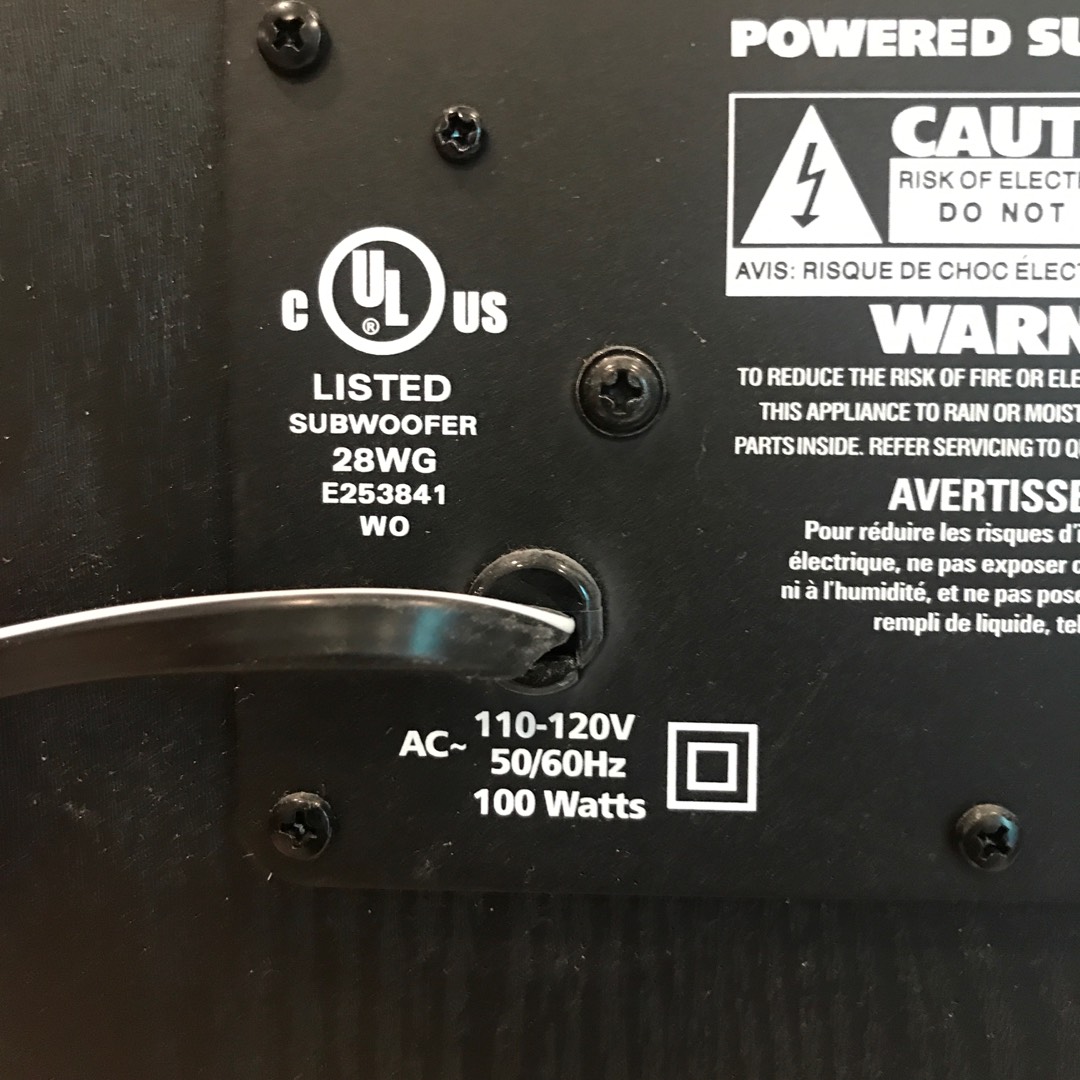 POWERED SU
CAUT
RISK OF ELECT
DO NOT
AVIS: RISQUE DE CHOC ÉLECT
C UL ® US
LISTED
SUBWOOFER
28WG
E253841
WO
WARN
TO REDUCE THE RISK OF FIRE OR ELE
THIS APPLIANCE TO RAIN OR MOIST
PARTS INSIDE. REFER SERVICING TO Q
AVERTISSE
Pour réduire les risques d'i
électrique, ne pas exposer
ni à l'humidité, et ne pas pose
rempli de liquide, tel
AC~ 110-120V
50/60Hz
100 Watts